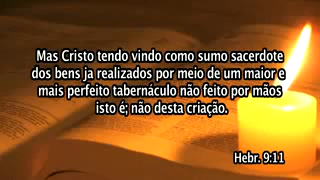 Mas Cristo tendo vindo como sumo sacerdote
dos bens ja realizados por meio de um maior e
mais perfeito tabernáculo não feito por mãos
isto é; não desta criação.
Hebr. 9:11